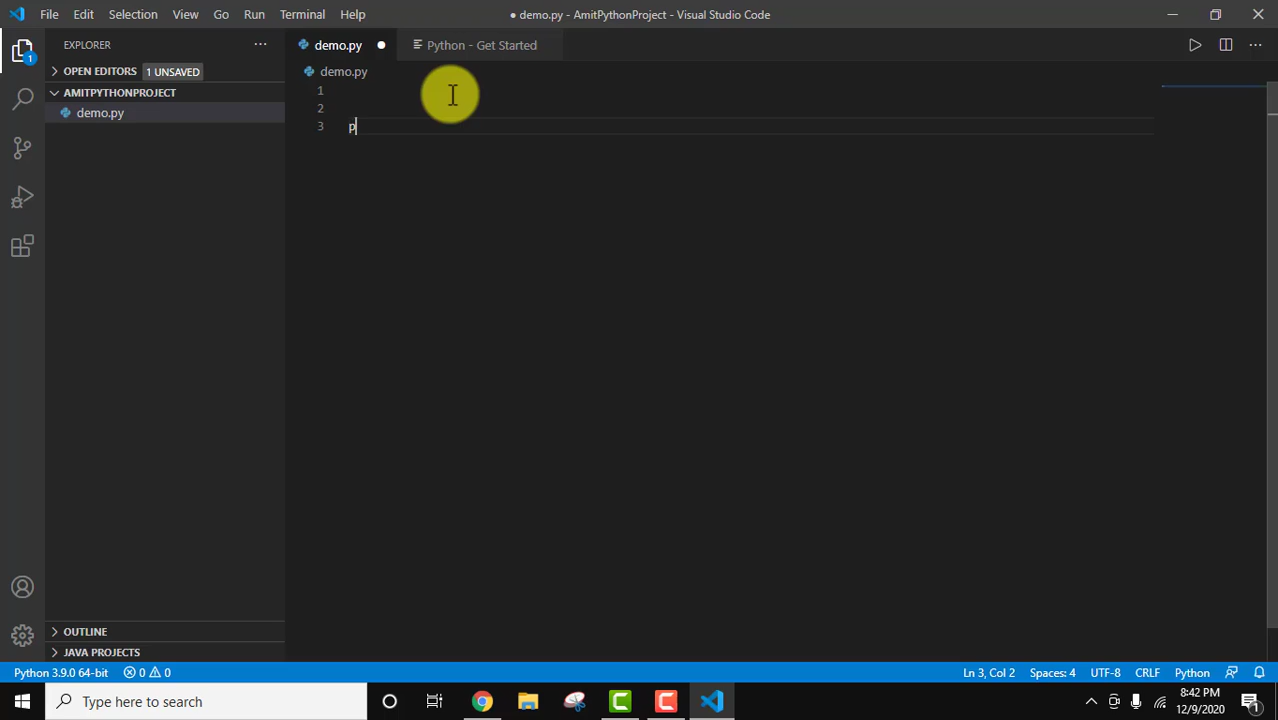 File Edit Selection View Go Run Terminal Help
● demo.py - AmitPythonProject - Visual Studio Code
EXPLORER
demo.py
Python - Get Started
1
OPEN EDITORS 1 UNSAVED
demo.py
AMITPYTHONPROJECT
demo.py
1
2
3 p
OUTLINE
JAVA PROJECTS
Python 3.9.0 64-bit 0 0
Ln 3, Col 2 Spaces: 4 UTF-8 CRLF Python
Type here to search
8:42 PM
12/9/2020
1